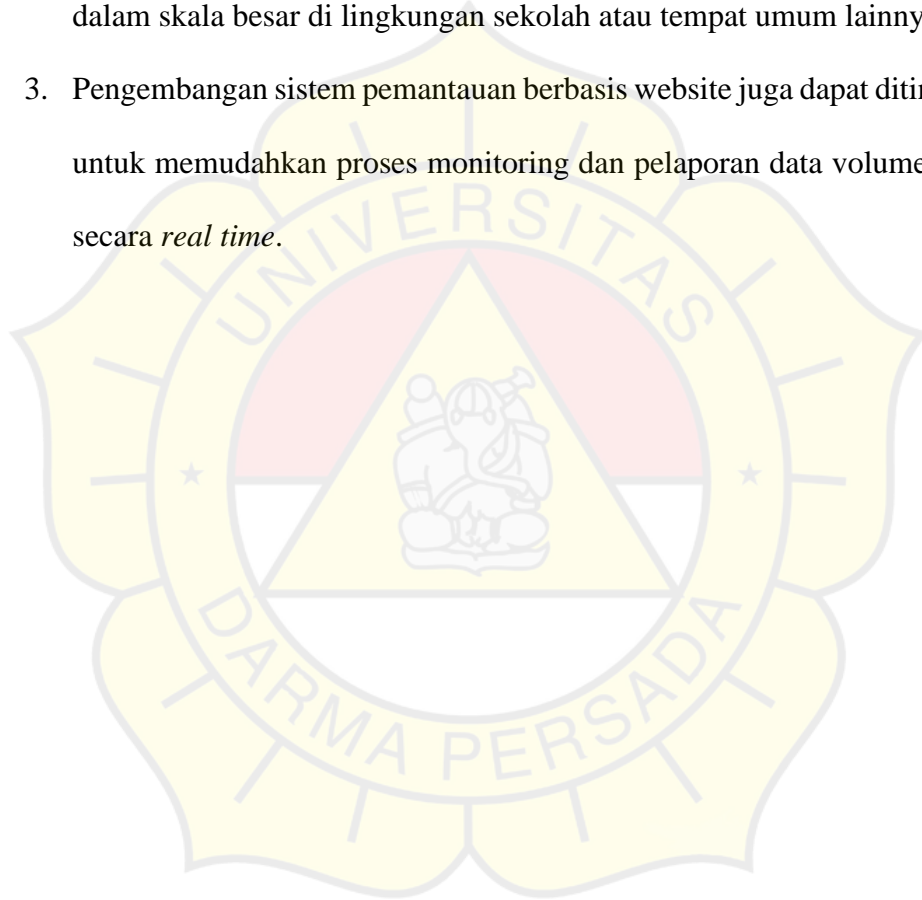 dalam skala besar di lingkungan sekolah atau tempat umum lainny
3. Pengembangan sistem pemantauan berbasis website juga dapat
untuk memudahkan proses monitoring dan pelaporan data volume
secara real time.
UNIVERSITAS
DARMA PERSADA